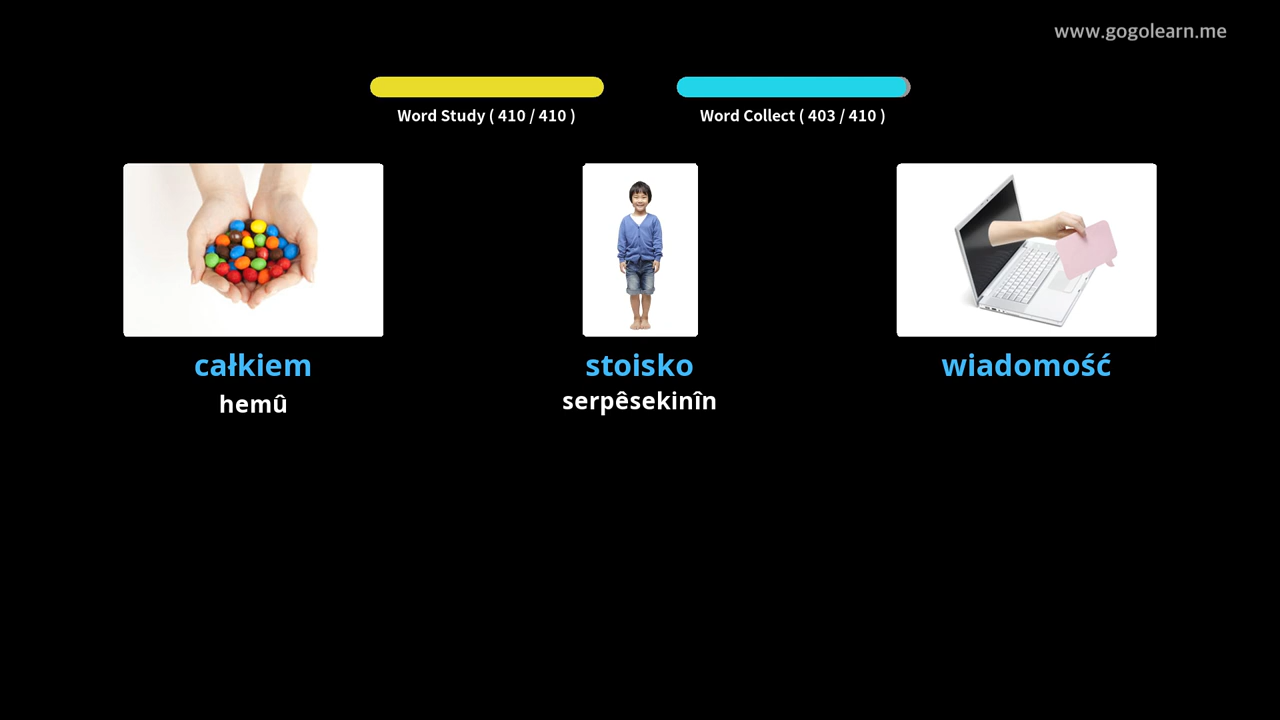 www.gogolearn.me
Word Study ( 410 / 410 )
Word Collect ( 403 / 410 )
całkiem
stoisko
wiadomość
hemû
serpêsekinîn